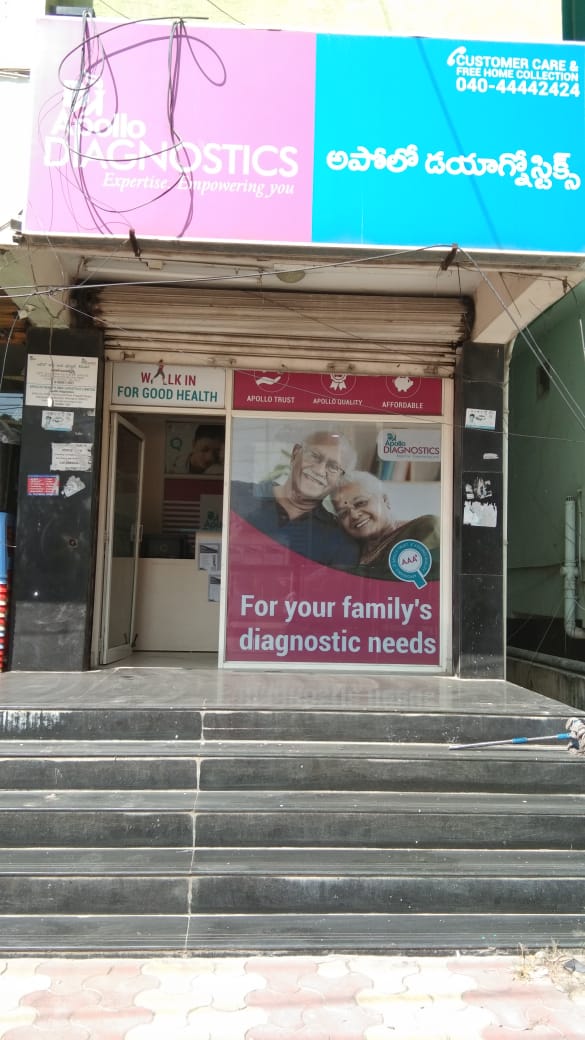 Apollo
DIAGNOSTICS
Expertise. Empowering you
CUSTOMER CARE &
FREE HOME COLLECTION
040-44442424
అపోలో డయాగ్నోస్టిక్స్
WALK IN
FOR GOOD HEALTH
APOLLO TRUST
APOLLO QUALITY
AFFORDABLE
Apollo
DIAGNOSTICS
AAA+
For your family's
diagnostic needs